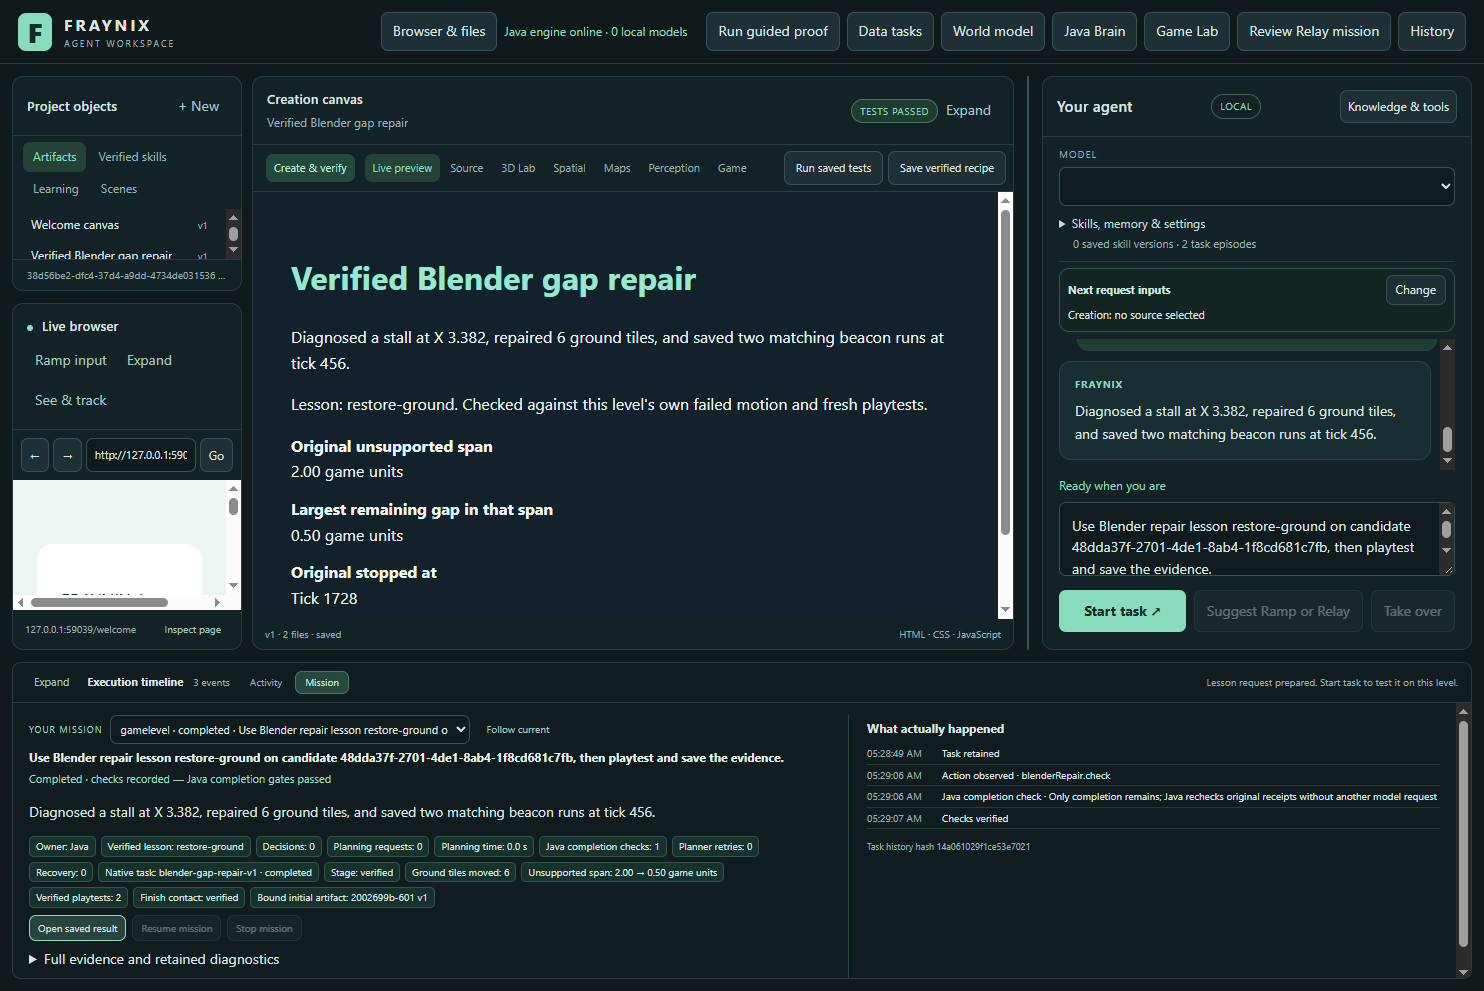 F
FRAYNIX
AGENT WORKSPACE
Browser & files
Java engine online · 0 local models
Run guided proof
Data tasks
World model
Java Brain
Game Lab
Review Relay mission
History
Project objects
+ New
Artifacts
Verified skills
Learning
Scenes
Welcome canvas
v1
Verified Blender gap repair
v1
38d56be2-dfc4-37d4-a9dd-4734de031536 ...
Live browser
Ramp input
Expand
See & track
←
→
http://127.0.0.1:590
Go
127.0.0.1:59039/welcome
Inspect page
Creation canvas
Verified Blender gap repair
TESTS PASSED
Expand
Create & verify
Live preview
Source
3D Lab
Spatial
Maps
Perception
Game
Run saved tests
Save verified recipe
Verified Blender gap repair
Diagnosed a stall at X 3.382, repaired 6 ground tiles, and saved two matching beacon runs at
tick 456.
Lesson: restore-ground. Checked against this level's own failed motion and fresh playtests.
Original unsupported span
2.00 game units
Largest remaining gap in that span
0.50 game units
Original stopped at
Tick 1728
v1 · 2 files · saved
HTML · CSS · JavaScript
Your agent
LOCAL
Knowledge & tools
MODEL
Skills, memory & settings
0 saved skill versions · 2 task episodes
Next request inputs
Change
Creation: no source selected
FRAYNIX
Diagnosed a stall at X 3.382, repaired 6 ground tiles,
and saved two matching beacon runs at tick 456.
Ready when you are
Use Blender repair lesson restore-ground on candidate
48dda37f-2701-4de1-8ab4-1f8cd681c7fb, then playtest
and save the evidence.
Start task ↗
Suggest Ramp or Relay
Take over
Expand
Execution timeline
3 events
Activity
Mission
Lesson request prepared. Start task to test it on this level.
YOUR MISSION
gamelevel · completed · Use Blender repair lesson restore-ground o
Follow current
Use Blender repair lesson restore-ground on candidate 48dda37f-2701-4de1-8ab4-1f8cd681c7fb, then playtest and save the evidence.
Completed · checks recorded — Java completion gates passed
Diagnosed a stall at X 3.382, repaired 6 ground tiles, and saved two matching beacon runs at tick 456.
Owner: Java
Verified lesson: restore-ground
Decisions: 0
Planning requests: 0
Planning time: 0.0 s
Java completion checks: 1
Planner retries: 0
Recovery: 0
Native task: blender-gap-repair-v1 · completed
Stage: verified
Ground tiles moved: 6
Unsupported span: 2.00 → 0.50 game units
Verified playtests: 2
Finish contact: verified
Bound initial artifact: 2002699b-601 v1
Open saved result
Resume mission
Stop mission
Full evidence and retained diagnostics
What actually happened
05:28:49 AM Task retained
05:29:06 AM Action observed · blenderRepair.check
05:29:06 AM Java completion check · Only completion remains; Java rechecks original receipts without another model request
05:29:07 AM Checks verified
Task history hash 14a061029f1ce53e7021